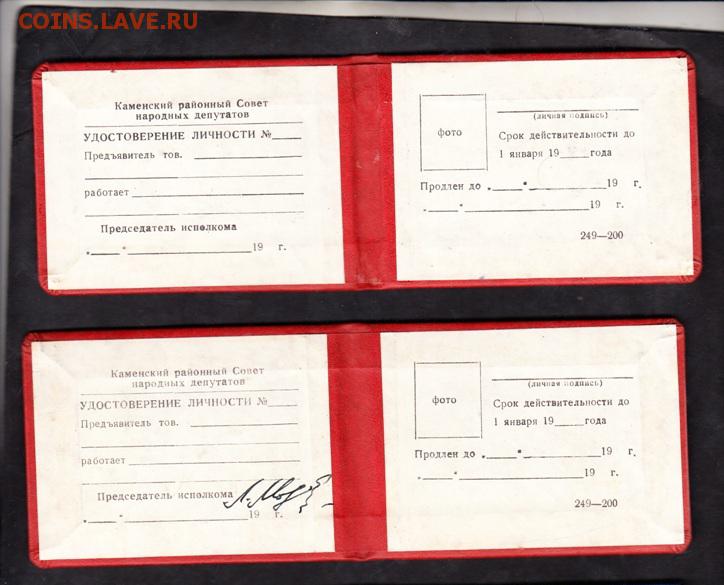 COINS.LAVE.RU
Каменский районный Совет
народных депутатов
УДОСТОВЕРЕНИЕ ЛИЧНОСТИ №
Предъявитель тов.
работает
Председатель исполкома
„ “ 19 г.
фото
(личная подпись)
Срок действительности до
1 января 19 года
Продлен до „ “ 19 г.
„ “ 19 г.
249—200
Каменский районный Совет
народных депутатов
УДОСТОВЕРЕНИЕ ЛИЧНОСТИ №
Предъявитель тов.
работает
Председатель исполкома
„ “ 19 г.
фото
(личная подпись)
Срок действительности до
1 января 19 года
Продлен до „ “ 19 г.
„ “ 19 г.
249—200